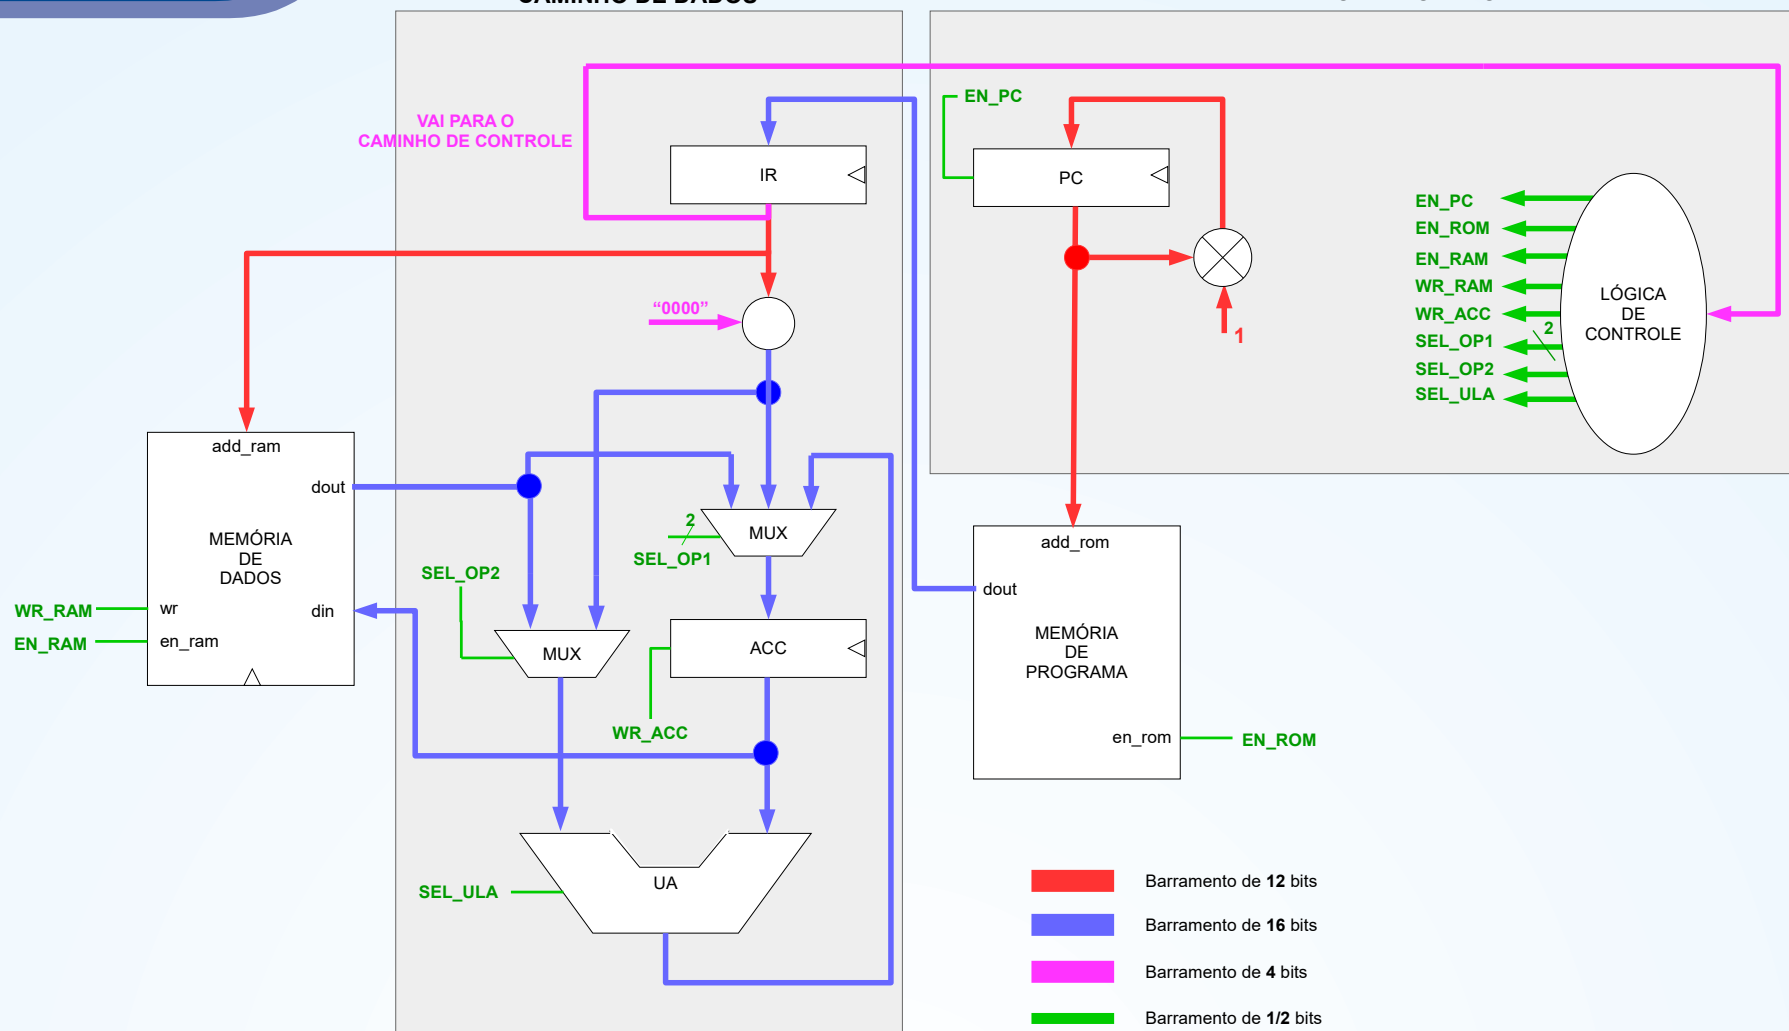 CAMINHO DE DADOS
VAI PARA O
CAMINHO DE CONTROLE
IR
“0000”
add_ram
dout
MEMÓRIA
DE
DADOS
din
wr
en_ram
WR_RAM
EN_RAM
MUX
2
SEL_OP1
SEL_OP2
MUX
ACC
WR_ACC
SEL_ULA
UA
EN_PC
PC
1
EN_PC
EN_ROM
EN_RAM
WR_RAM
WR_ACC
SEL_OP1
2
SEL_OP2
SEL_ULA
LÓGICA
DE
CONTROLE
add_rom
dout
MEMÓRIA
DE
PROGRAMA
en_rom
EN_ROM
Barramento de 12 bits
Barramento de 16 bits
Barramento de 4 bits
Barramento de 1/2 bits